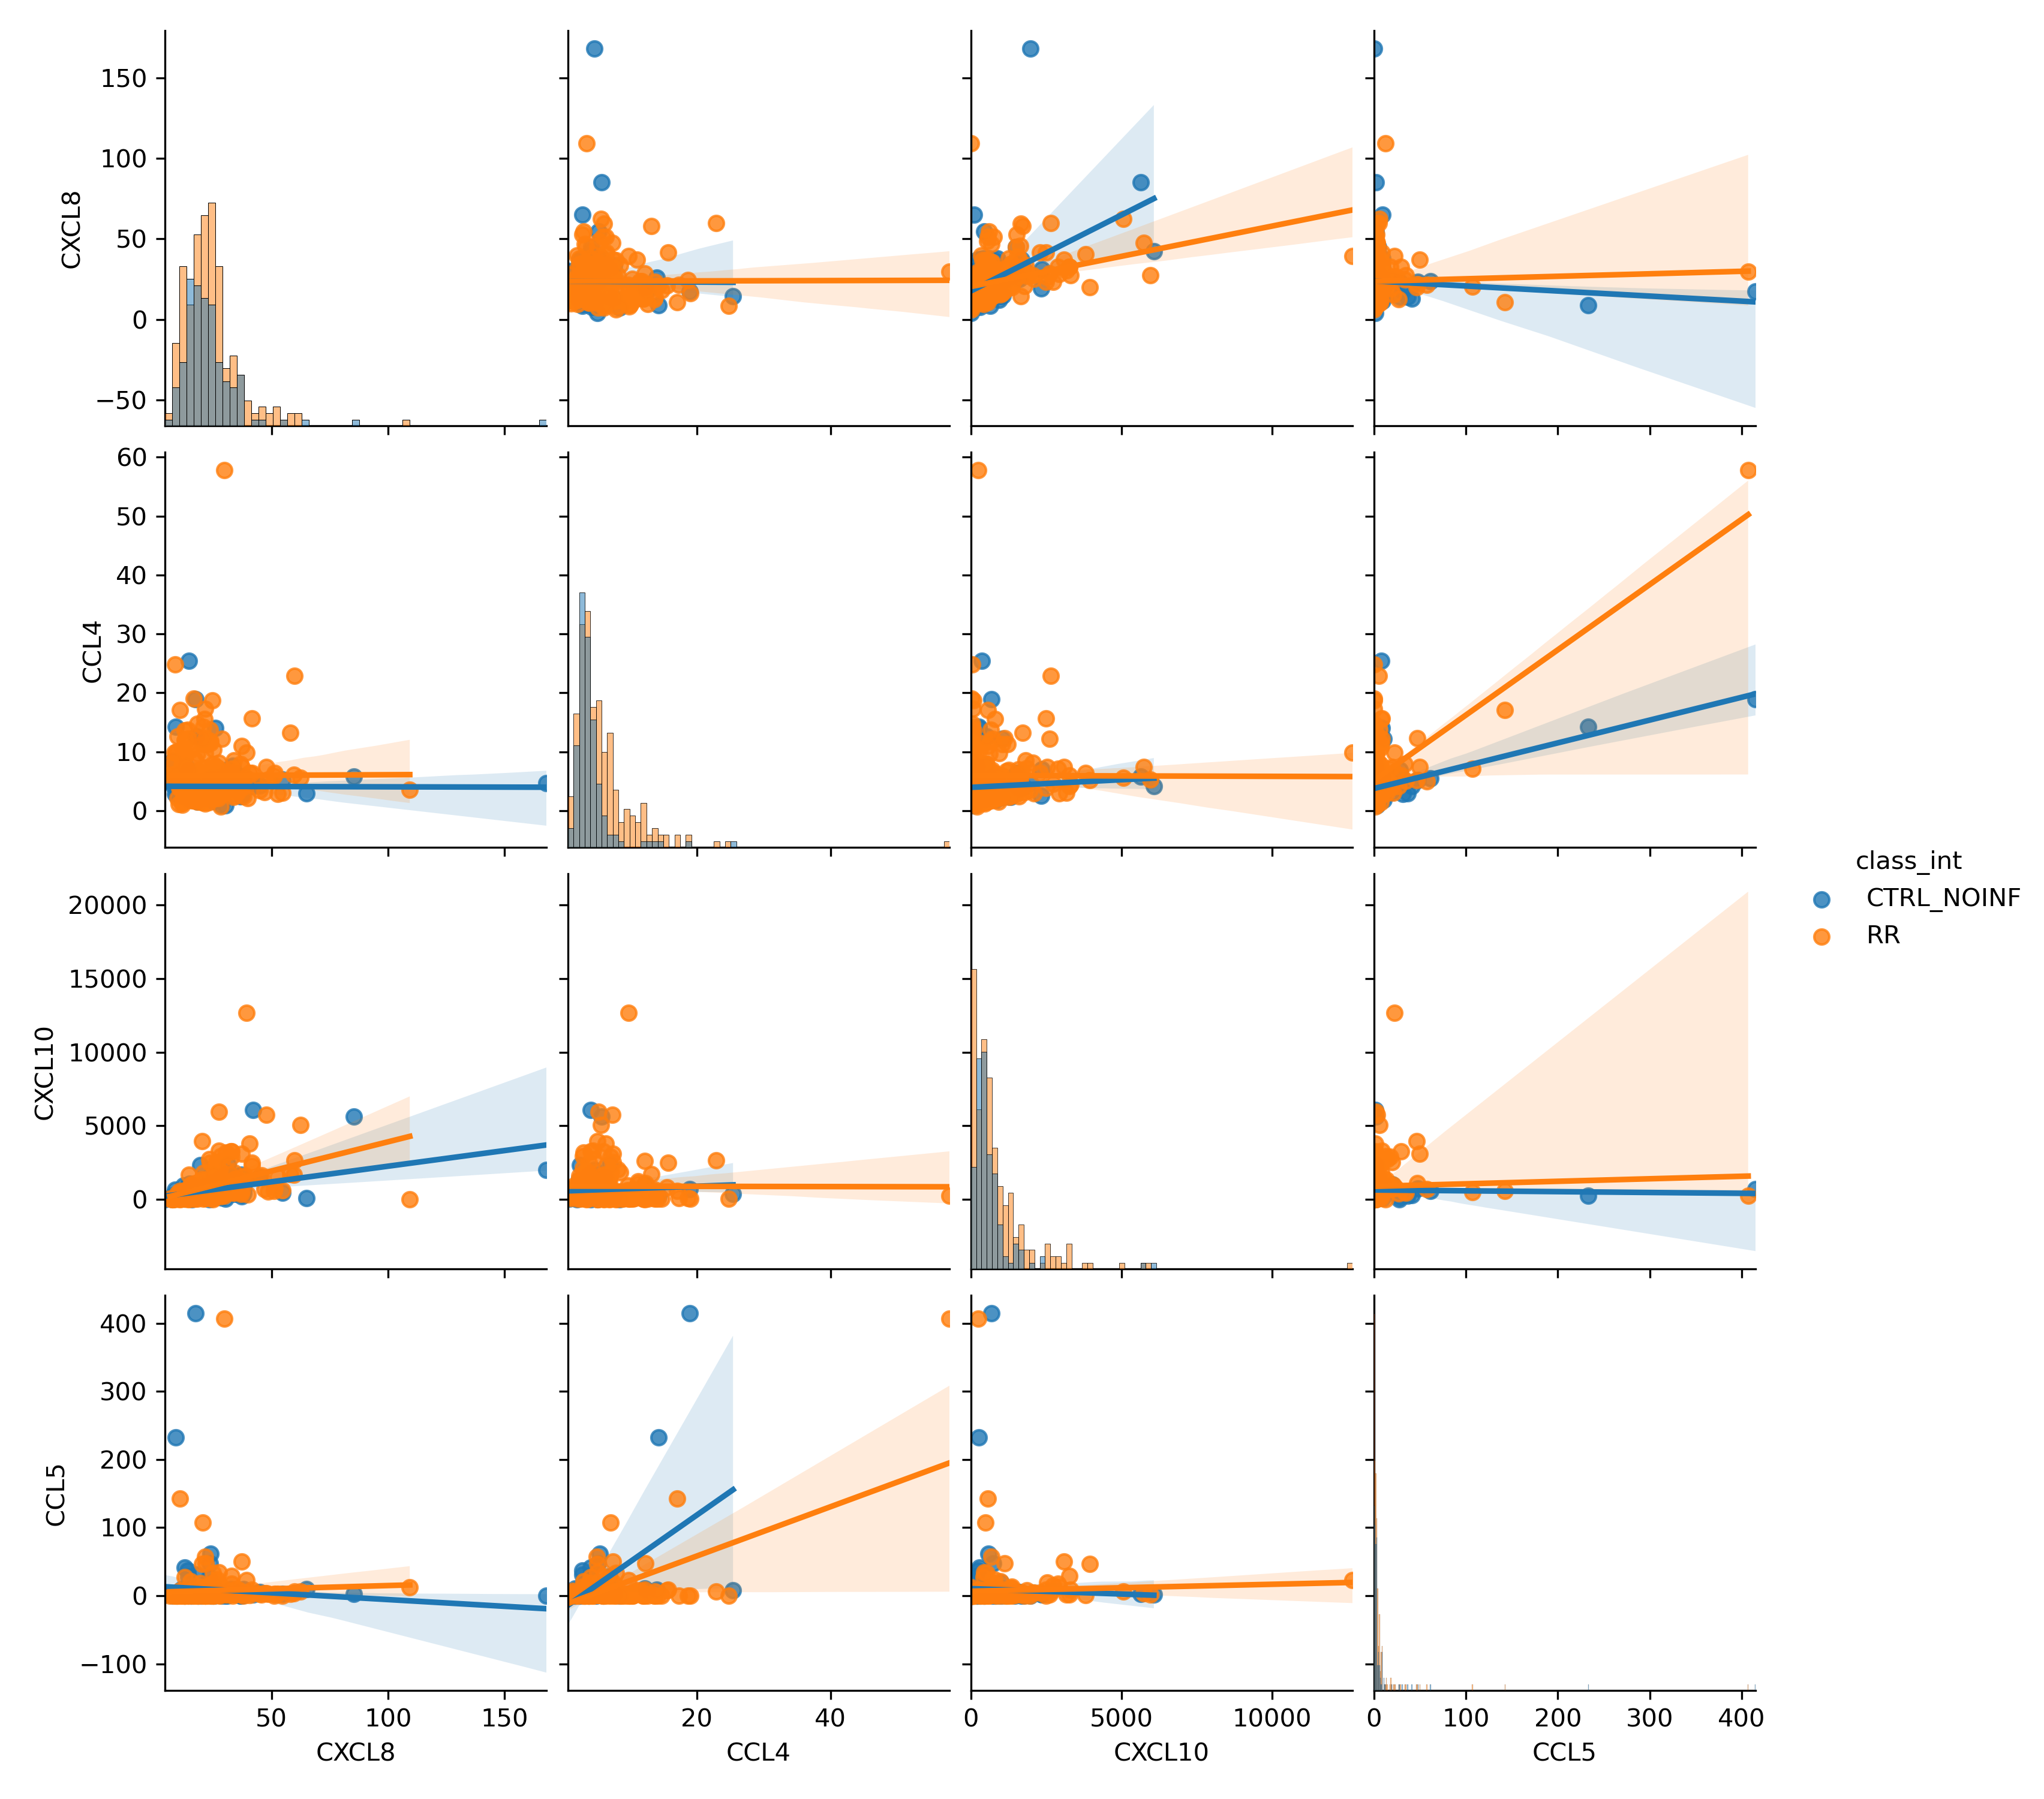 CXCL8
150
100
50
0
−50
CCL4
60
50
40
30
20
10
0
class_int
CTRL_NOINF
RR
CXCL10
20000
15000
10000
5000
0
CCL5
400
300
200
100
0
−100
50 100 150
20 40
0 5000 10000
0 100 200 300 400
CXCL8 CCL4 CXCL10 CCL5